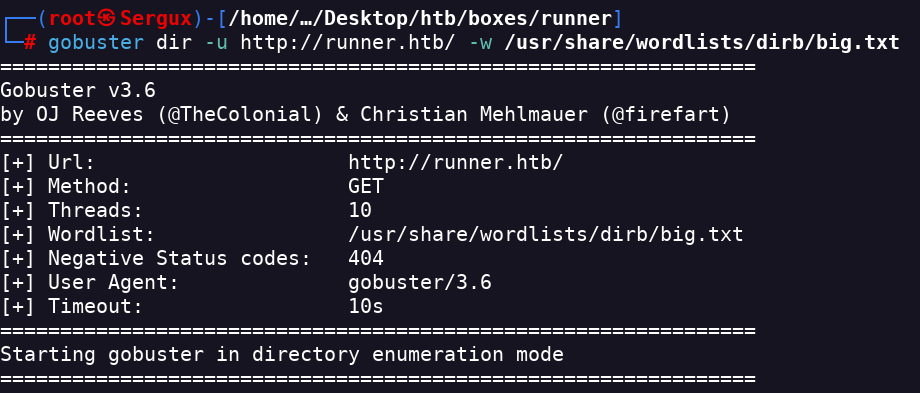 ┌──(root㉿Sergux)-[/home/…/Desktop/htb/boxes/runner]
└─# gobuster dir -u http://runner.htb/ -w /usr/share/wordlists/dirb/big.txt
===============================================================
Gobuster v3.6
by OJ Reeves (@TheColonial) & Christian Mehlmauer (@firefart)
===============================================================
[+] Url:                     http://runner.htb/
[+] Method:                  GET
[+] Threads:                 10
[+] Wordlist:                /usr/share/wordlists/dirb/big.txt
[+] Negative Status codes:   404
[+] User Agent:              gobuster/3.6
[+] Timeout:                 10s
===============================================================
Starting gobuster in directory enumeration mode
===============================================================